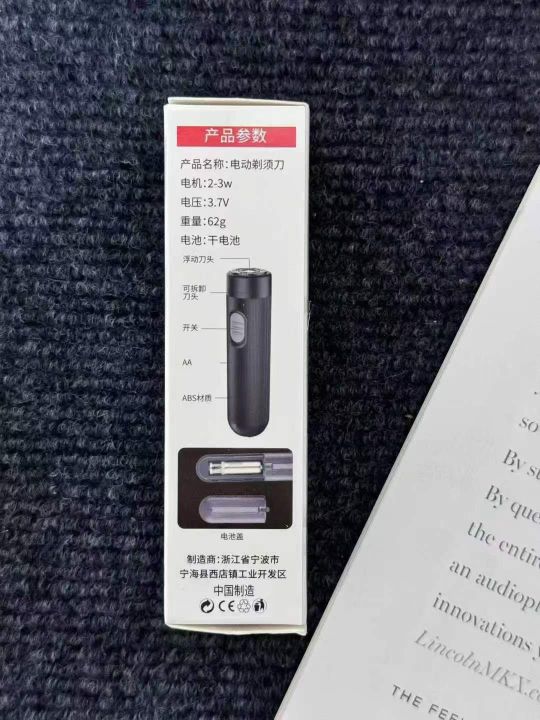 产品参数
产品名称:电动剃须刀
电机:2-3w
电压:3.7V
重量:62g
电池:干电池
浮动刀头
可拆卸
刀头
开关
AA
ABS材质
电池盖
制造商:浙江省宁波市
宁海县西店镇工业开发区
中国制造
CE
so
By su
By que
the entire
an audiop
innovations
LincolnMKX.co
THE FEE